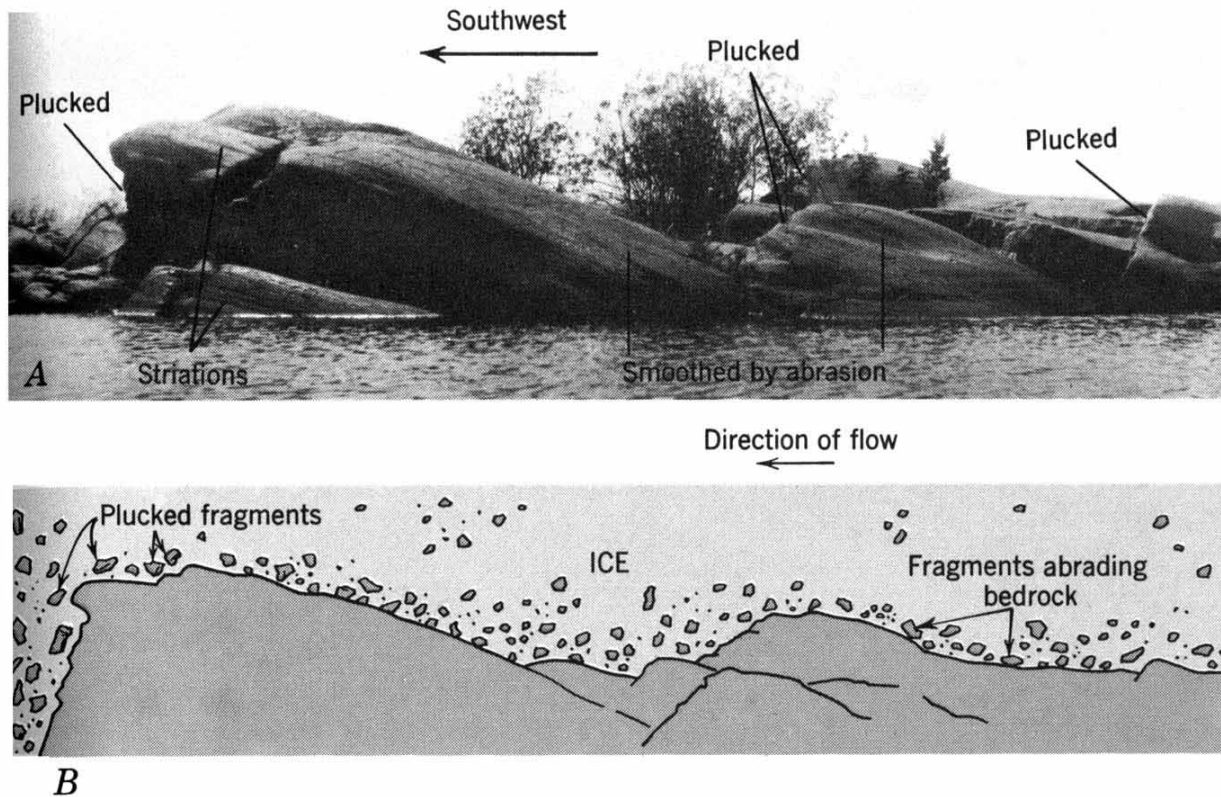 Southwest
Plucked
Plucked
Plucked
Striations
Smoothed by abrasion
A
Direction of flow
Plucked fragments
ICE
Fragments abrading
bedrock
B